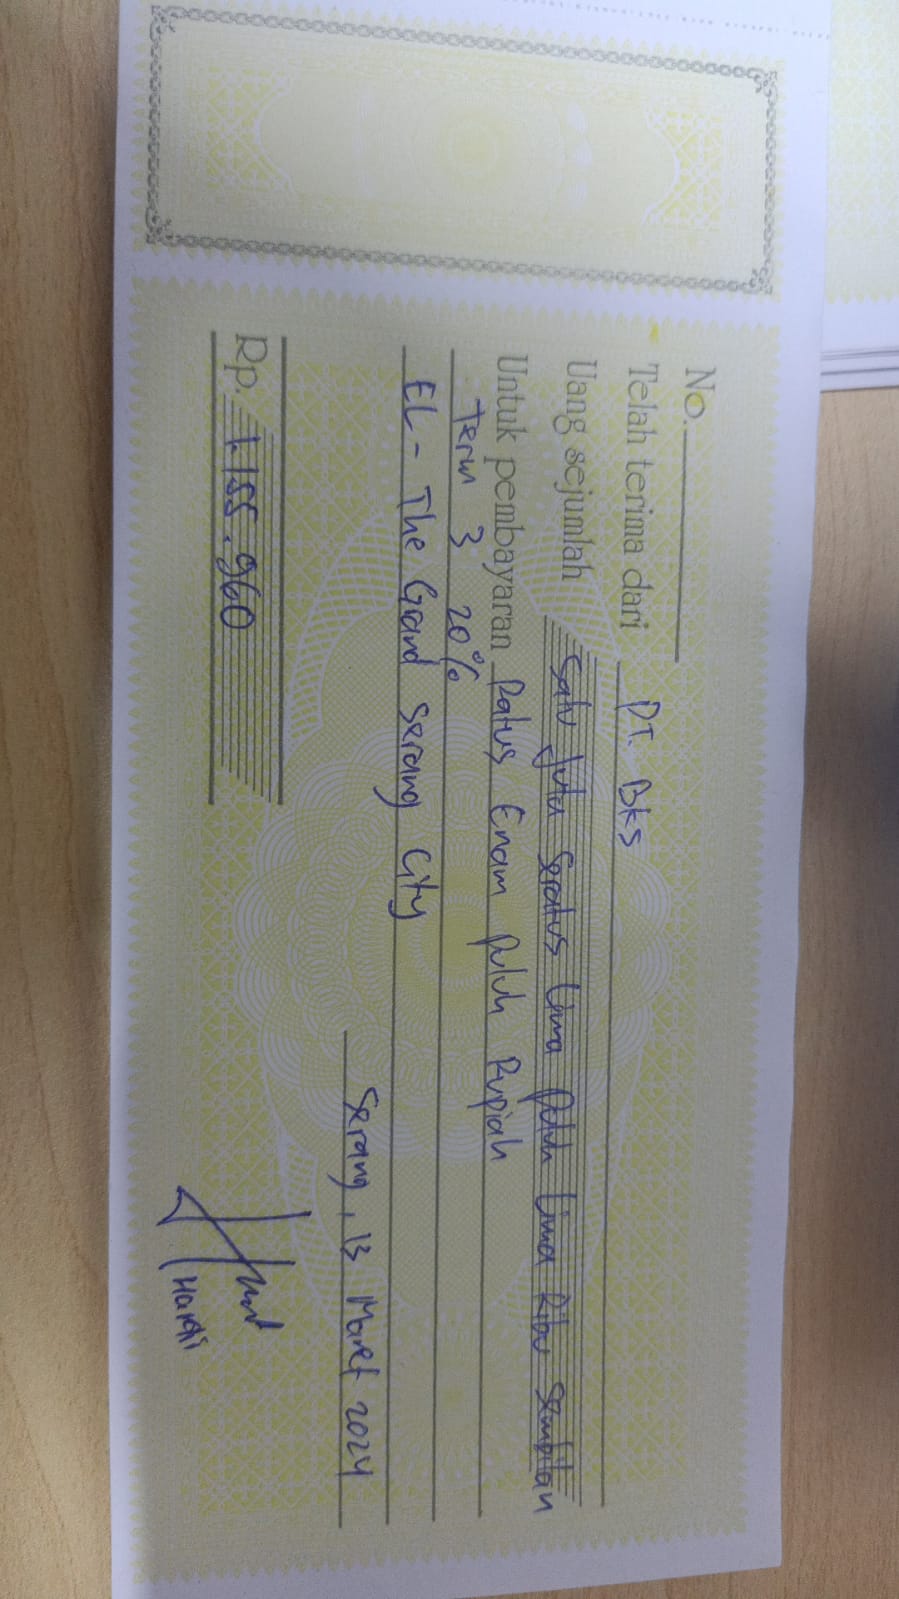 No.
Telah terima dari PT. Bks
Uang sejumlah Satu Juta Seratus Lima Puluh Lima Ribu Sembilan
Untuk pembayaran Ratus Enam Puluh Rupiah
Term 3 20%
EL - The Grand Serang City
Serang, 13 Maret 2024
Rp. 1.155.960
Hardi